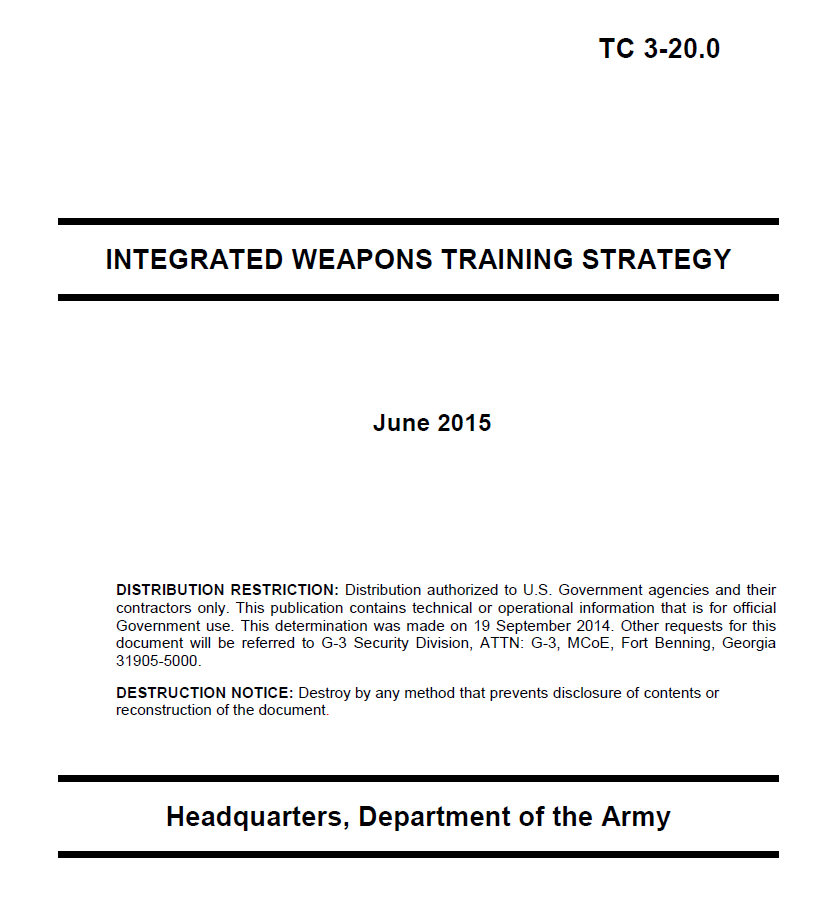 TC 3-20.0
INTEGRATED WEAPONS TRAINING STRATEGY
June 2015
DISTRIBUTION RESTRICTION: Distribution authorized to U.S. Government agencies and their
contractors only. This publication contains technical or operational information that is for official
Government use. This determination was made on 19 September 2014. Other requests for this
document will be referred to G-3 Security Division, ATTN: G-3, MCoE, Fort Benning, Georgia
31905-5000.
DESTRUCTION NOTICE: Destroy by any method that prevents disclosure of contents or
reconstruction of the document.
Headquarters, Department of the Army